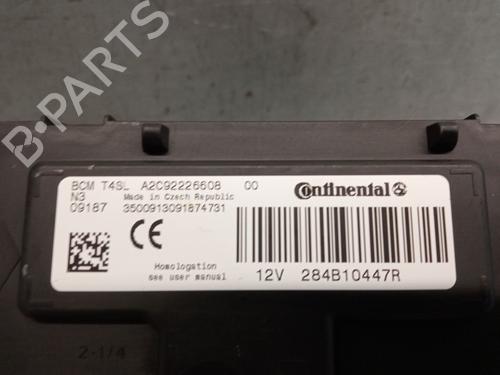 B-PARTS
BCM T4SL A2C92226608 00
N3 Made in Czech Republic
09187 3500913091874731
Continental
CE
Homologation
see user manual
12V 284B10447R
2-1/4